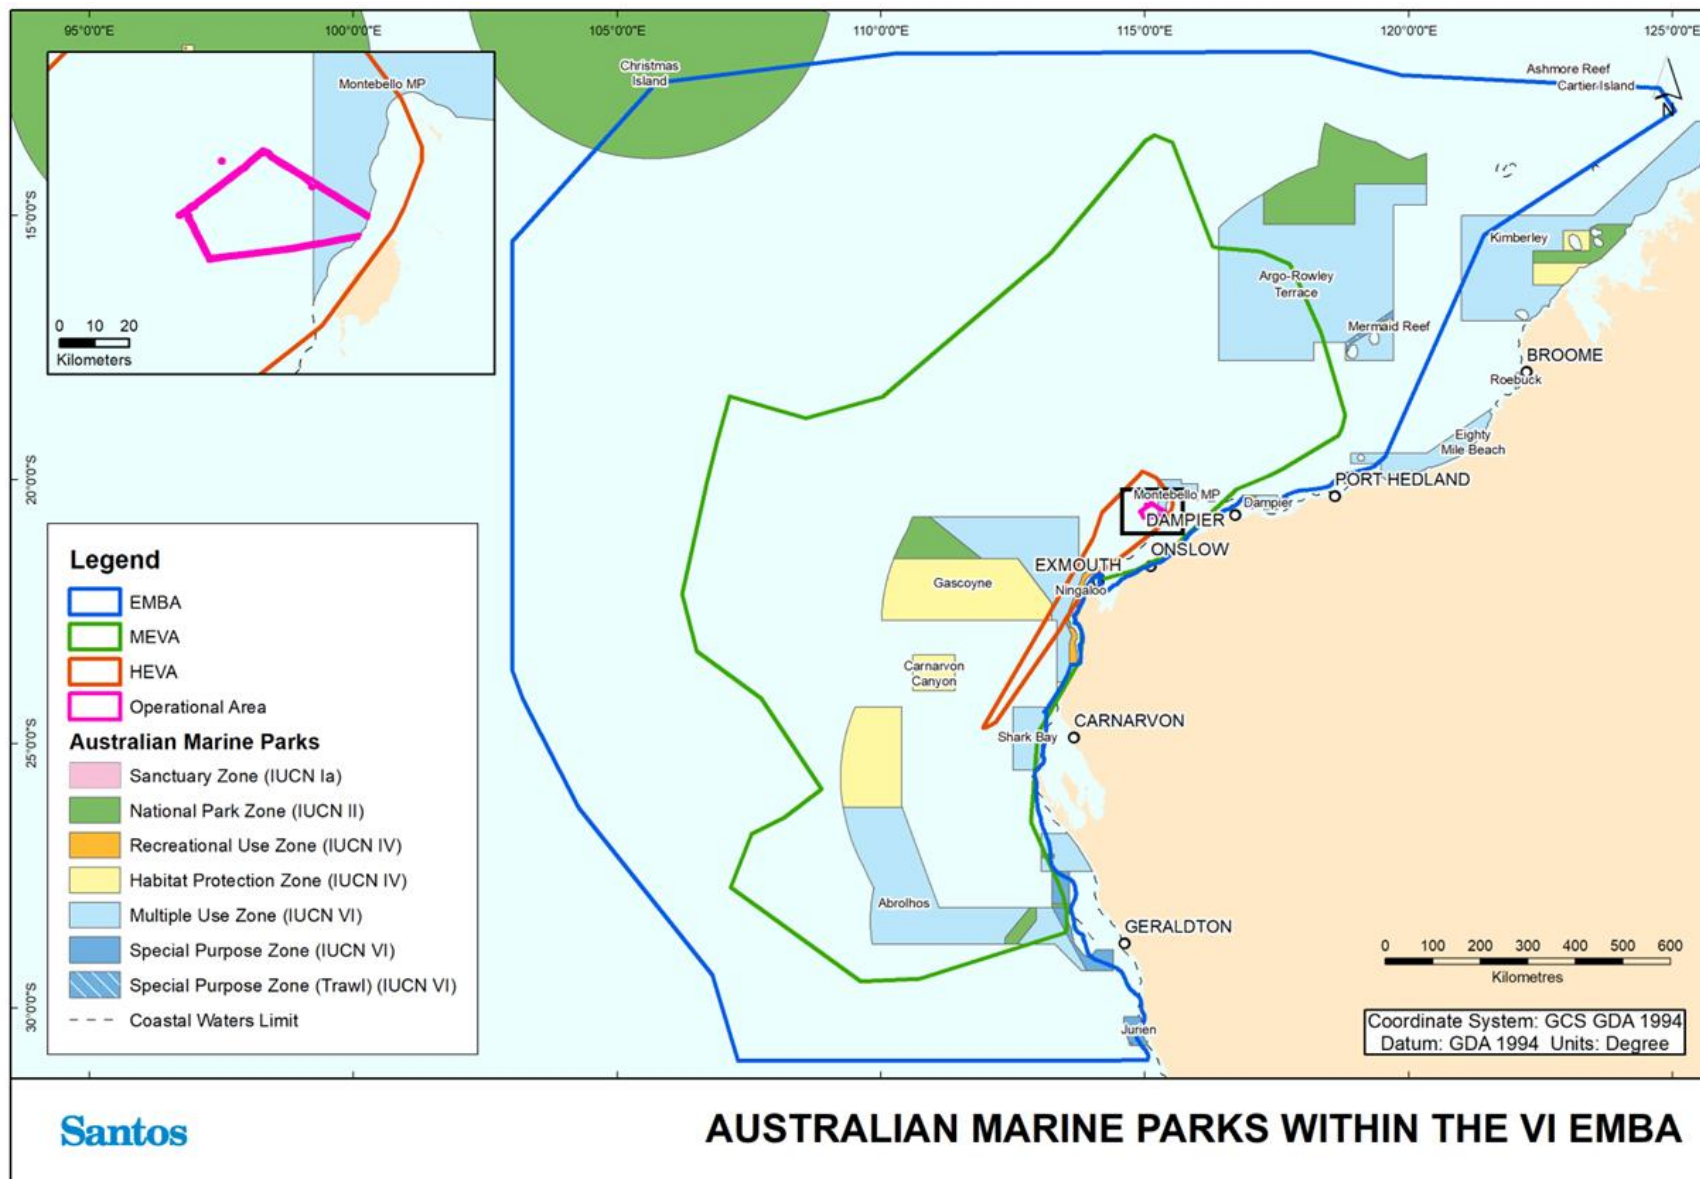 95°0'0"E
100°0'0"E
105°0'0"E
110°0'0"E
115°0'0"E
120°0'0"E
125°0'0"E
Christmas
Island
Ashmore Reef
Cartier Island
N
Montebello MP
0 10 20
Kilometers
15°0'0"S
Kimberley
Argo-Rowley
Terrace
Mermaid Reef
BROOME
Roebuck
Eighty
Mile Beach
20°0'0"S
PORT HEDLAND
Montebello MP
Dampier
DAMPIER
ONSLOW
EXMOUTH
Ningaloo
Gascoyne
Carnarvon
Canyon
CARNARVON
Shark Bay
25°0'0"S
Abrolhos
GERALDTON
30°0'0"S
Jurien
Legend
EMBA
MEVA
HEVA
Operational Area
Australian Marine Parks
Sanctuary Zone (IUCN Ia)
National Park Zone (IUCN II)
Recreational Use Zone (IUCN IV)
Habitat Protection Zone (IUCN IV)
Multiple Use Zone (IUCN VI)
Special Purpose Zone (IUCN VI)
Special Purpose Zone (Trawl) (IUCN VI)
Coastal Waters Limit
0 100 200 300 400 500 600
Kilometres
Coordinate System: GCS GDA 1994
Datum: GDA 1994 Units: Degree
Santos
AUSTRALIAN MARINE PARKS WITHIN THE VI EMBA